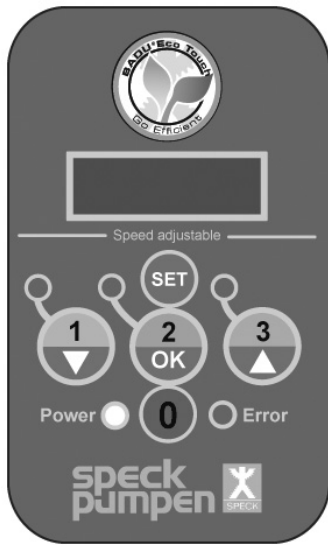 BADU®Eco Touch
Go Efficient
Speed adjustable
SET
1 2 3
OK
Power 0 Error
speck
pumpen
SPECK